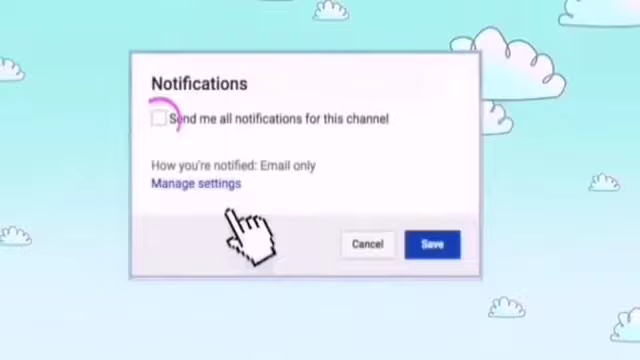 Notifications
Send me all notifications for this channel
How you're notified: Email only
Manage settings
Cancel
Save